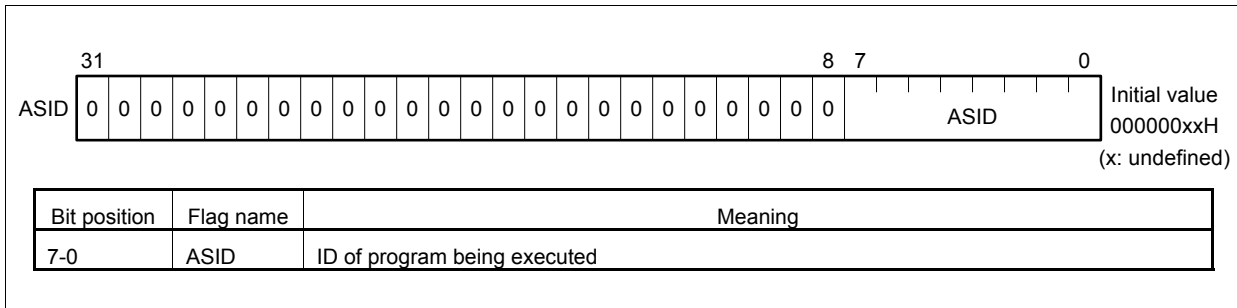 31 8 7 0
ASID 0 0 0 0 0 0 0 0 0 0 0 0 0 0 0 0 0 0 0 0 0 0 0 0 ASID Initial value
000000xxH
(x: undefined)
Bit position Flag name Meaning
7-0 ASID ID of program being executed